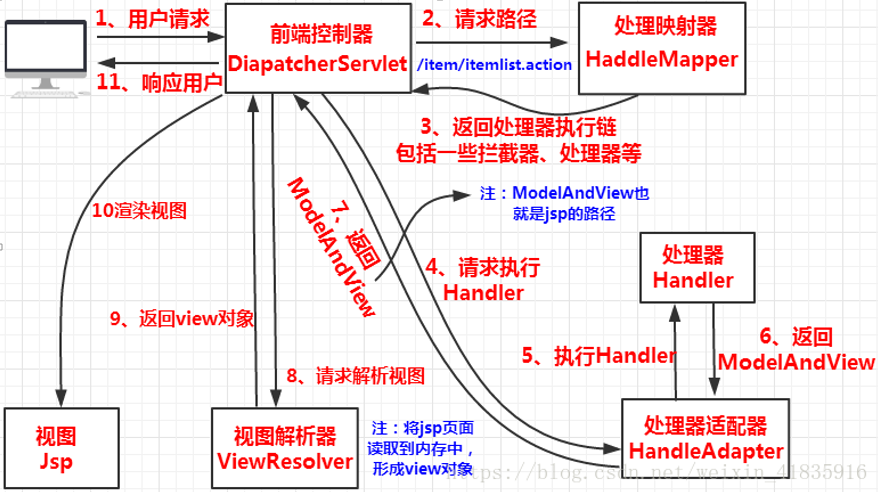 1、用户请求
前端控制器
DiapatcherServlet
2、请求路径
/item/itemlist.action
处理映射器
HaddleMapper
11、响应用户
3、返回处理器执行链
包括一些拦截器、处理器等
7、返回
ModelAndView
注：ModelAndView也
就是jsp的路径
10渲染视图
4、请求执行
Handler
处理器
Handler
9、返回view对象
5、执行Handler
6、返回
ModelAndView
8、请求解析视图
视图
Jsp
视图解析器
ViewResolver
注：将jsp页面
读取到内存中，
形成view对象
处理器适配器
HandleAdapter
https://blog.csdn.net/weixin_41835916